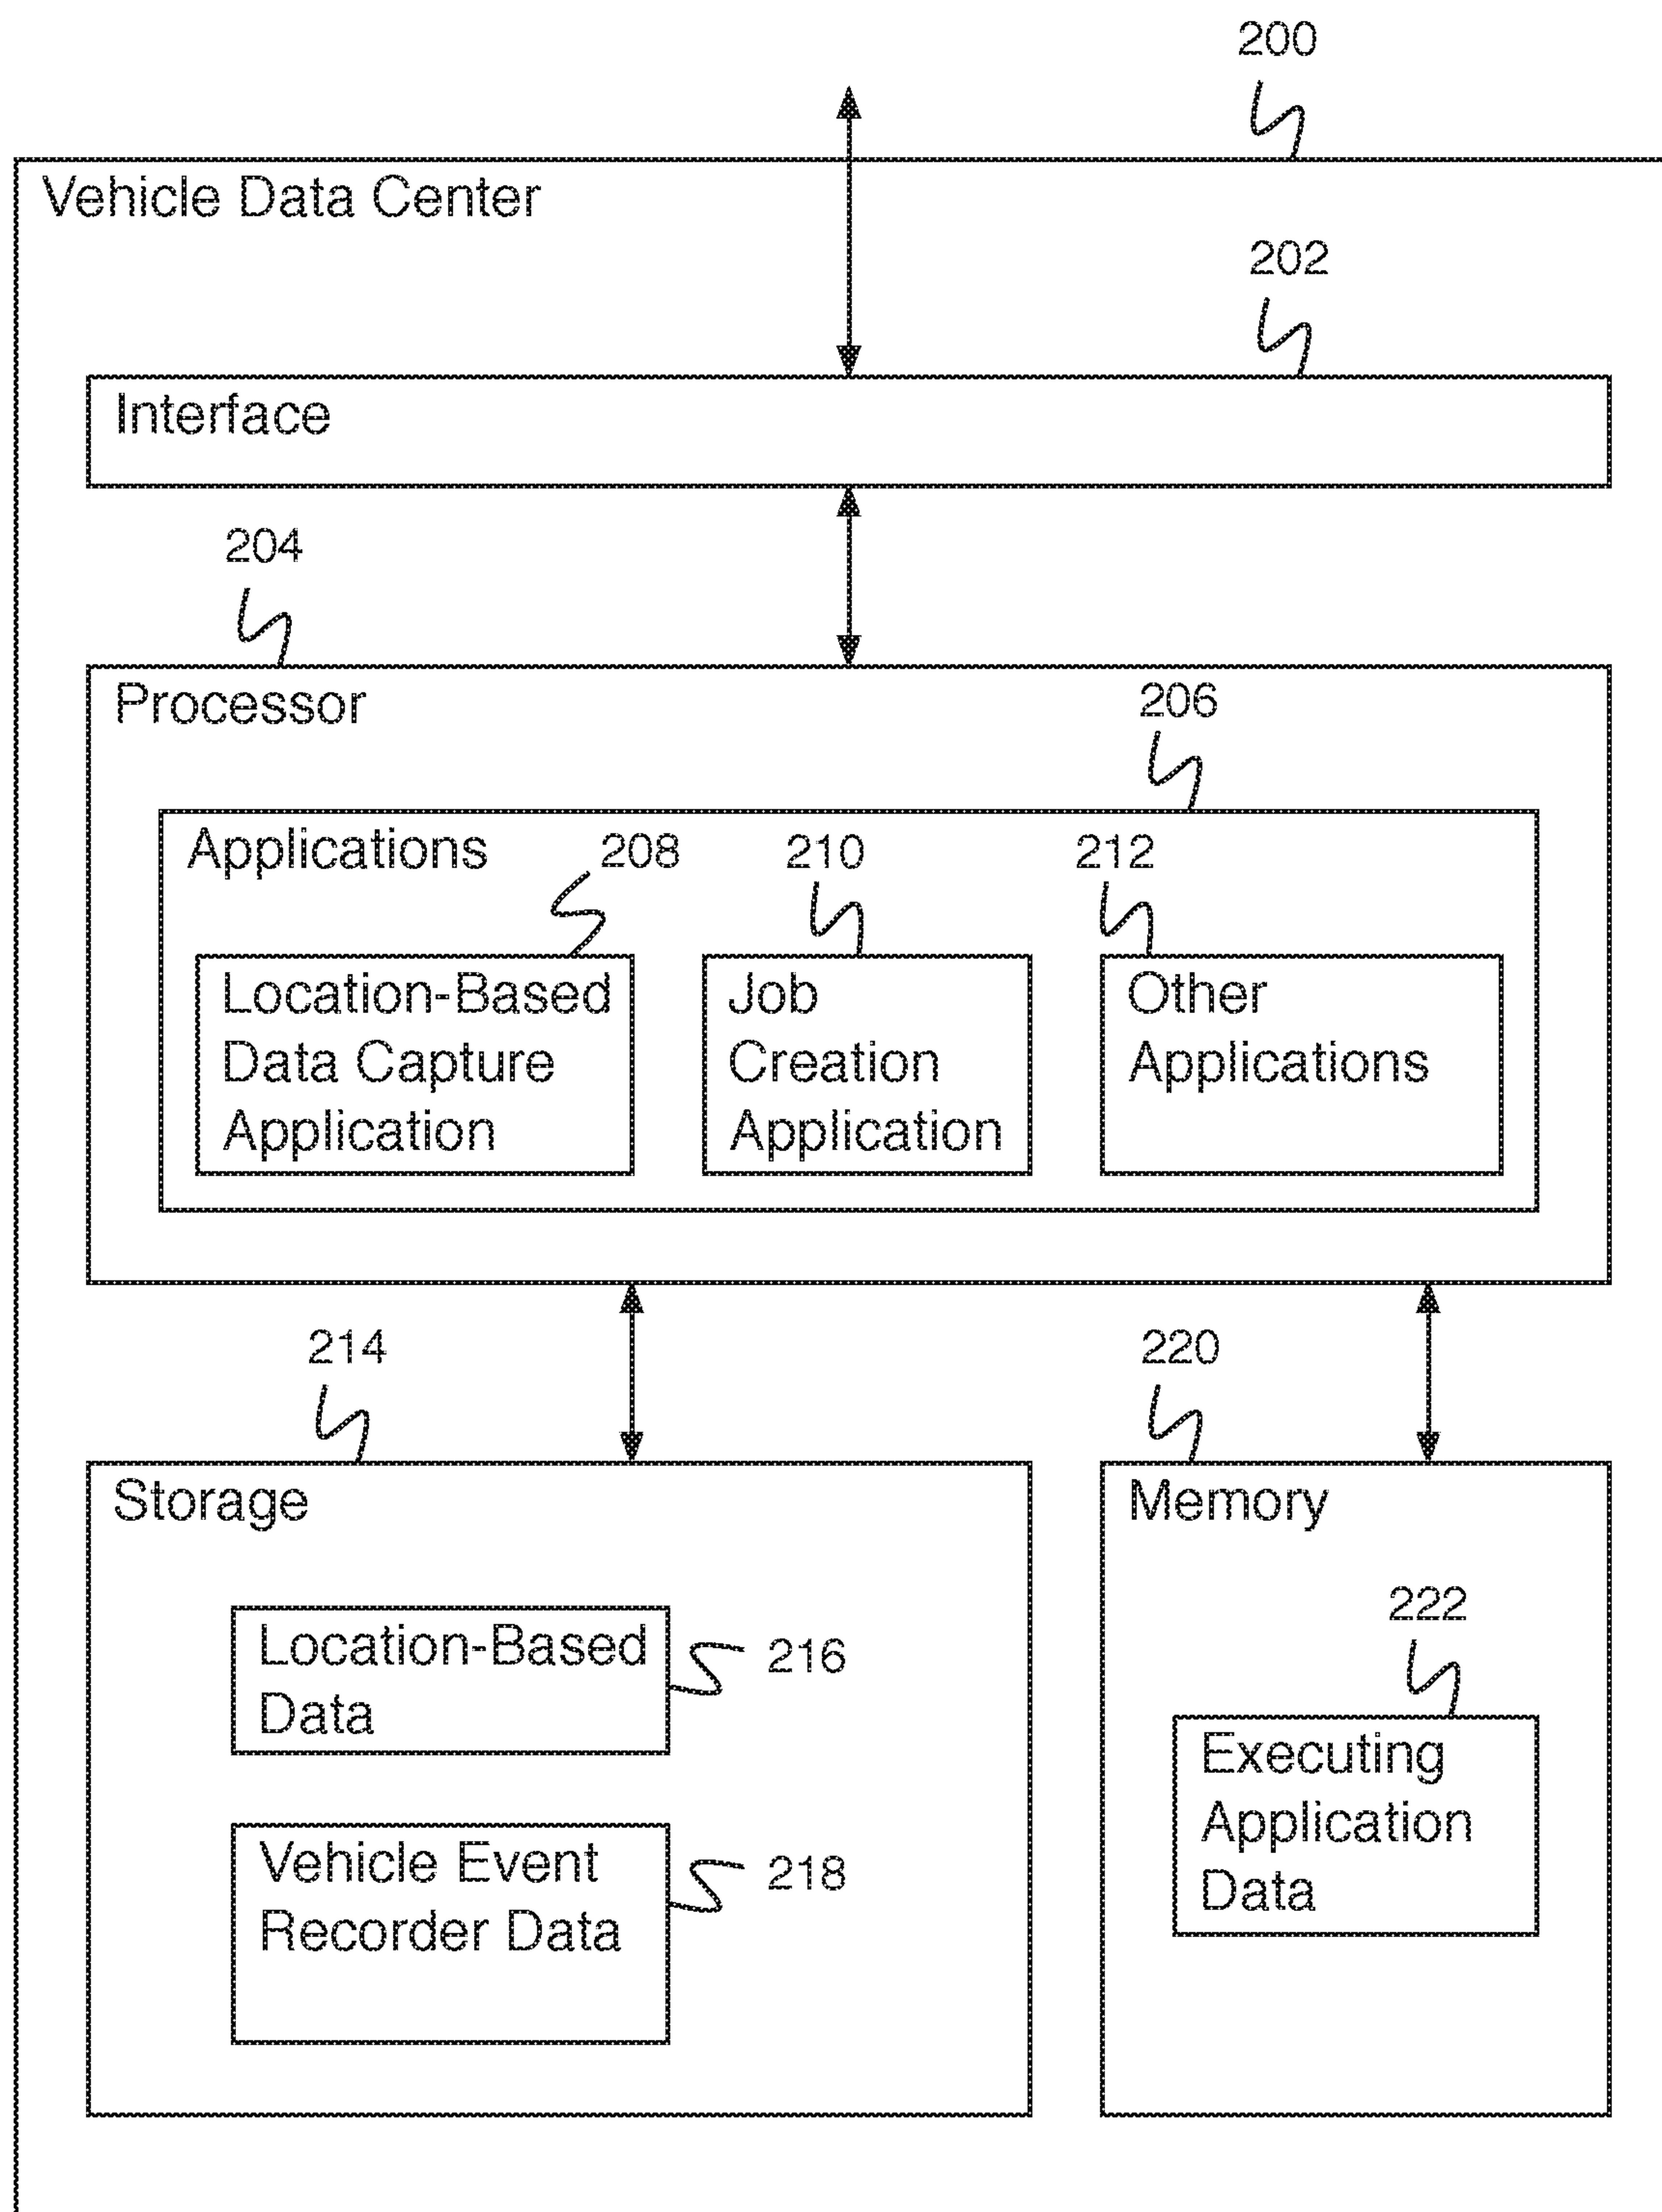 200
Vehicle Data Center
202
Interface
204
Processor
206
Applications
208
210
212
Location-Based
Data Capture
Application
Job
Creation
Application
Other
Applications
214
220
Storage
Memory
Location-Based
Data
216
Vehicle Event
Recorder Data
218
222
Executing
Application
Data